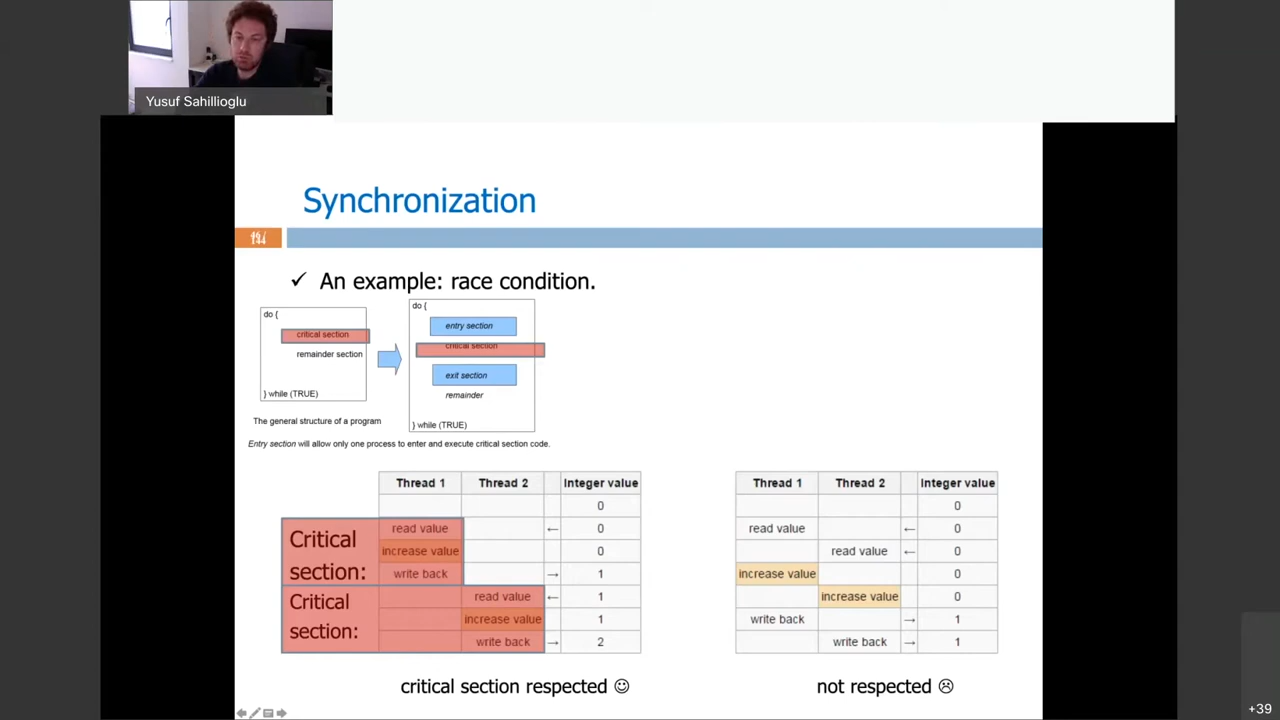 Yusuf Sahillioglu
Synchronization
✓ An example: race condition.
do {
critical section
remainder section
} while (TRUE)
The general structure of a program
do {
entry section
critical section
exit section
remainder
} while (TRUE)
Entry section will allow only one process to enter and execute critical section code.
Thread 1 Thread 2 Integer value
0
read value ← 0
increase value 0
write back → 1
read value ← 1
increase value 1
write back → 2
Critical
section:
Critical
section:
critical section respected ☺
Thread 1 Thread 2 Integer value
0
read value ← 0
read value ← 0
increase value 0
increase value 0
write back → 1
write back → 1
not respected ☹
+39